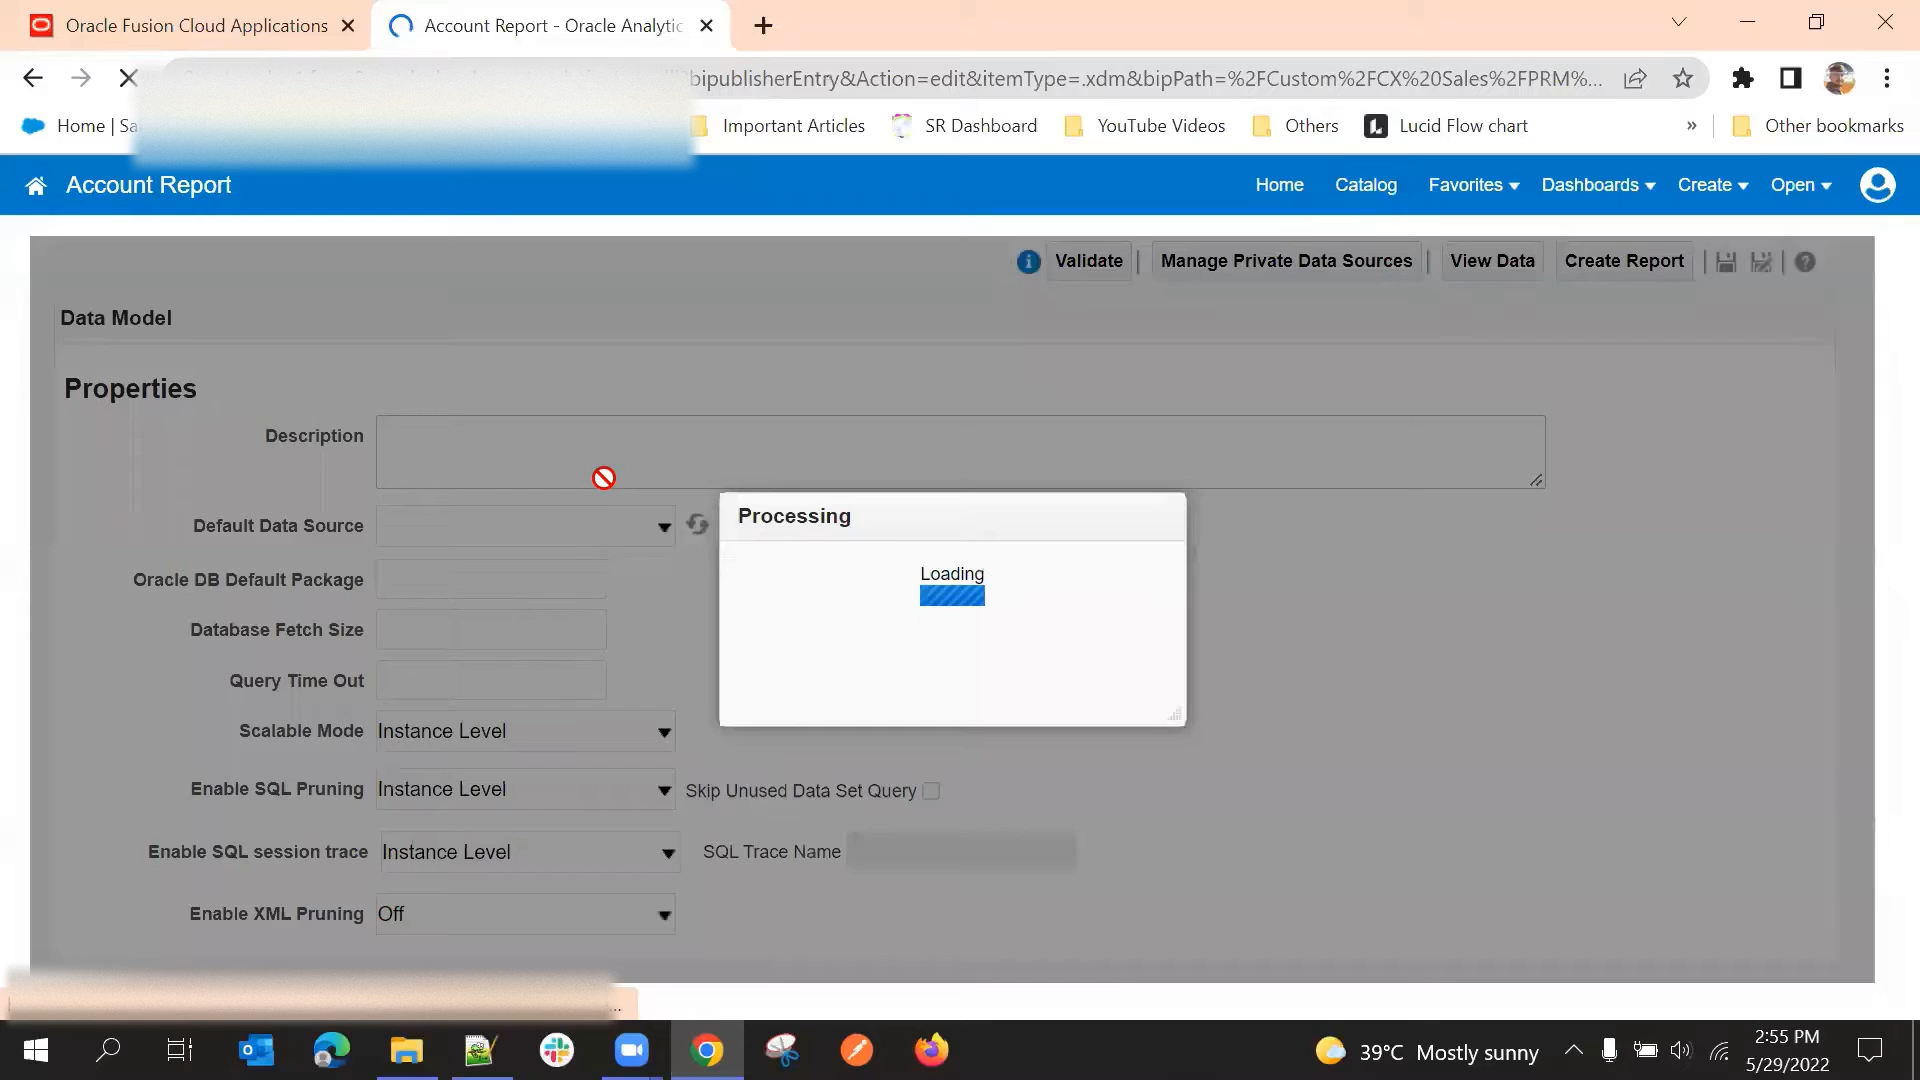 Oracle Fusion Cloud Applications
Account Report - Oracle Analytic
bipublisherEntry&Action=edit&itemType=.xdm&bipPath=%2FCustom%2FCX%20Sales%2FPRM%...
Home | Sa
Important Articles
SR Dashboard
YouTube Videos
Others
Lucid Flow chart
»
Other bookmarks
Account Report
Home
Catalog
Favorites
Dashboards
Create
Open
Validate
Manage Private Data Sources
View Data
Create Report
Data Model
Properties
Description
Default Data Source
Processing
Loading
Oracle DB Default Package
Database Fetch Size
Query Time Out
Scalable Mode Instance Level
Enable SQL Pruning Instance Level Skip Unused Data Set Query
Enable SQL session trace Instance Level SQL Trace Name
Enable XML Pruning Off
...
39°C Mostly sunny
2:55 PM
5/29/2022